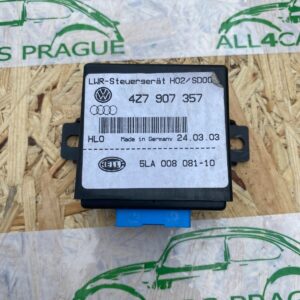 S PRAGUE
ALL4CA
LWR-Steuergerät H02/SD00
4Z7 907 357
HLO Made in Germany 24.03.03
HELLA 5LA 008 081-10